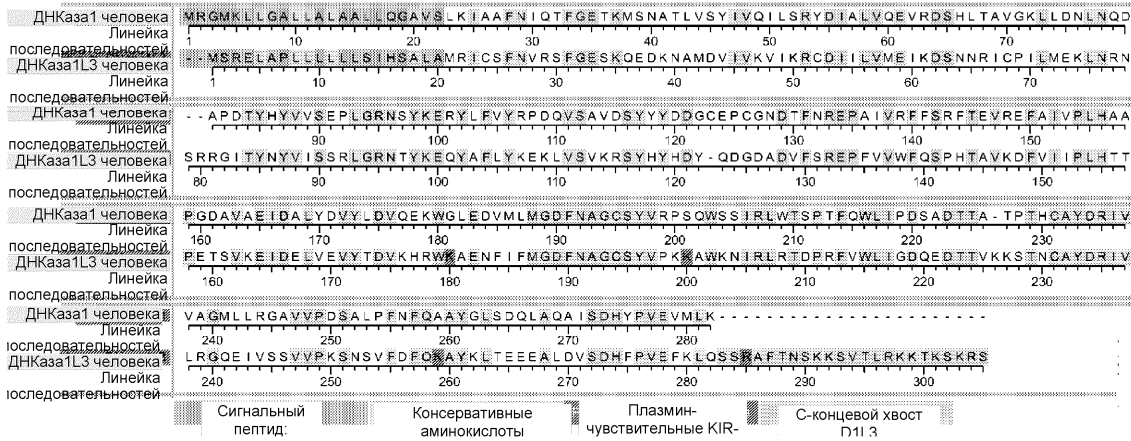 ДНКаза1 человека MRGMKLLGALLALAALLQGAVSLKIAAFNIQTFGETKMSNATLVSYIVQILSRYDIALVQEVRDSHLTAVGKLLDNLNQD
Линейка последовательностей 1 10 20 30 40 50 60 70
ДНКаза1L3 человека --MSRELAPLLLLLLSIHSALAMRICSFNVRSFGESKQEDKNAMDVIVKVIKRCDIILVMEIKDSNNRICPILMEKLNRN
Линейка последовательностей 1 10 20 30 40 50 60 70
ДНКаза1 человека --APDTYHYVVSEPLGRNSYKERYLFVYRPDQVSAVDSYYYDDGCEPCGNDTFNREPAIVRFFSRFTEVREFAIVPLHAA
Линейка последовательностей 90 100 110 120 130 140 150
ДНКаза1L3 человека SRRGITYNYVISSRLGRNTYKEQYAFLYKEKLVSVKRSYHYHDY-QDGDADVFSREPFVVWFQSPHTAVKDFVIIPLHTT
Линейка последовательностей 80 90 100 110 120 130 140 150
ДНКаза1 человека PGDAVAEIDALYDVYLDVQEKWGLEDVMLMGDFNAGCSYVRPSQWSSIRLWTSPTFQWLIPDSADTTA-TPTHCAYDRIV
Линейка последовательностей 160 170 180 190 200 210 220 230
ДНКаза1L3 человека PETSVKEIDELVEVYTDVKHRWKAENFIFMGDFNAGCSYVPKKAWKNIRLRTDPRFVWLIGDQEDTTVKKSTNCAYDRIV
Линейка последовательностей 160 170 180 190 200 210 220 230
ДНКаза1 человека VAGMLLRGAVVPDSALPFNFQAAYGLSDQLAQAISDHYPVEVMLK-----------------------
Линейка последовательностей 240 250 260 270 280
ДНКаза1L3 человека LRGQEIVSSVVPKSNSVFDFQKAYKLTEEEALDVSDHFPVEFKLQSSRAFTNSKKSVTLRKKTKSKRS
Линейка последовательностей 240 250 260 270 280 290 300
Сигнальный пептид:
Консервативные аминокислоты
Плазмин-чувствительные KIR-
С-концевой хвост D1L3